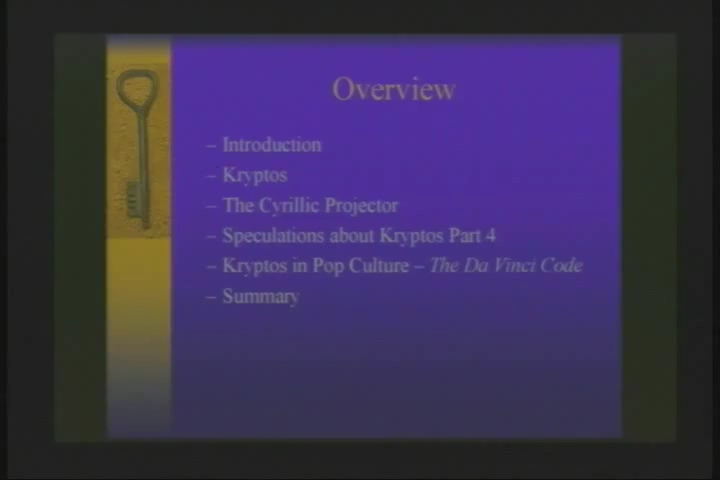 Overview
– Introduction
– Kryptos
– The Cyrillic Projector
– Speculations about Kryptos Part 4
– Kryptos in Pop Culture – The Da Vinci Code
– Summary